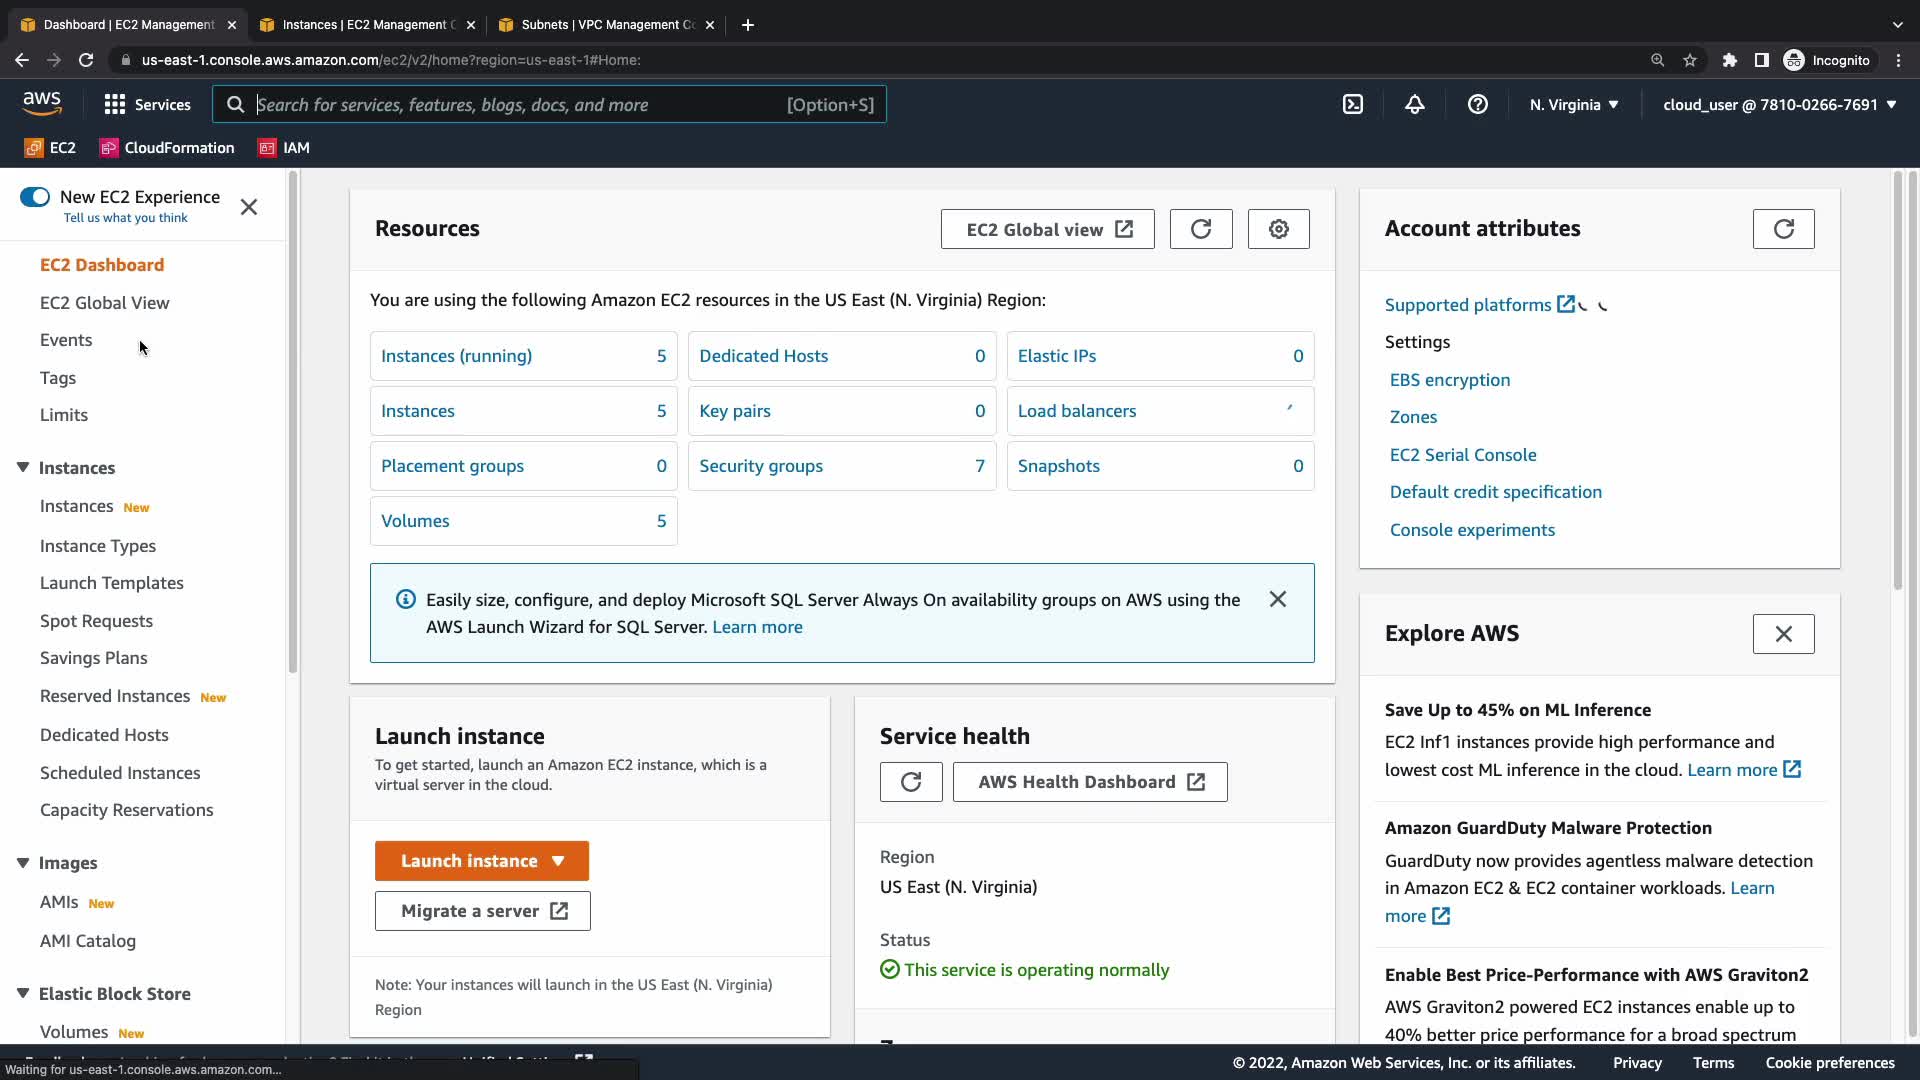 Dashboard | EC2 Management
Instances | EC2 Management C
Subnets | VPC Management Co
us-east-1.console.aws.amazon.com/ec2/v2/home?region=us-east-1#Home:
Incognito
aws
Services
Search for services, features, blogs, docs, and more
[Option+S]
N. Virginia
cloud_user @ 7810-0266-7691
EC2
CloudFormation
IAM
New EC2 Experience
Tell us what you think
EC2 Dashboard
EC2 Global View
Events
Tags
Limits
Instances
Instances New
Instance Types
Launch Templates
Spot Requests
Savings Plans
Reserved Instances New
Dedicated Hosts
Scheduled Instances
Capacity Reservations
Images
AMIs New
AMI Catalog
Elastic Block Store
Volumes New
Resources
EC2 Global view
You are using the following Amazon EC2 resources in the US East (N. Virginia) Region:
Instances (running) 5
Dedicated Hosts 0
Elastic IPs 0
Instances 5
Key pairs 0
Load balancers
Placement groups 0
Security groups 7
Snapshots 0
Volumes 5
Easily size, configure, and deploy Microsoft SQL Server Always On availability groups on AWS using the
AWS Launch Wizard for SQL Server. Learn more
Launch instance
To get started, launch an Amazon EC2 instance, which is a
virtual server in the cloud.
Launch instance
Migrate a server
Note: Your instances will launch in the US East (N. Virginia)
Region
Service health
AWS Health Dashboard
Region
US East (N. Virginia)
Status
This service is operating normally
Account attributes
Supported platforms
Settings
EBS encryption
Zones
EC2 Serial Console
Default credit specification
Console experiments
Explore AWS
Save Up to 45% on ML Inference
EC2 Inf1 instances provide high performance and
lowest cost ML inference in the cloud. Learn more
Amazon GuardDuty Malware Protection
GuardDuty now provides agentless malware detection
in Amazon EC2 & EC2 container workloads. Learn
more
Enable Best Price-Performance with AWS Graviton2
AWS Graviton2 powered EC2 instances enable up to
40% better price performance for a broad spectrum
Waiting for us-east-1.console.aws.amazon.com...
© 2022, Amazon Web Services, Inc. or its affiliates.
Privacy
Terms
Cookie preferences